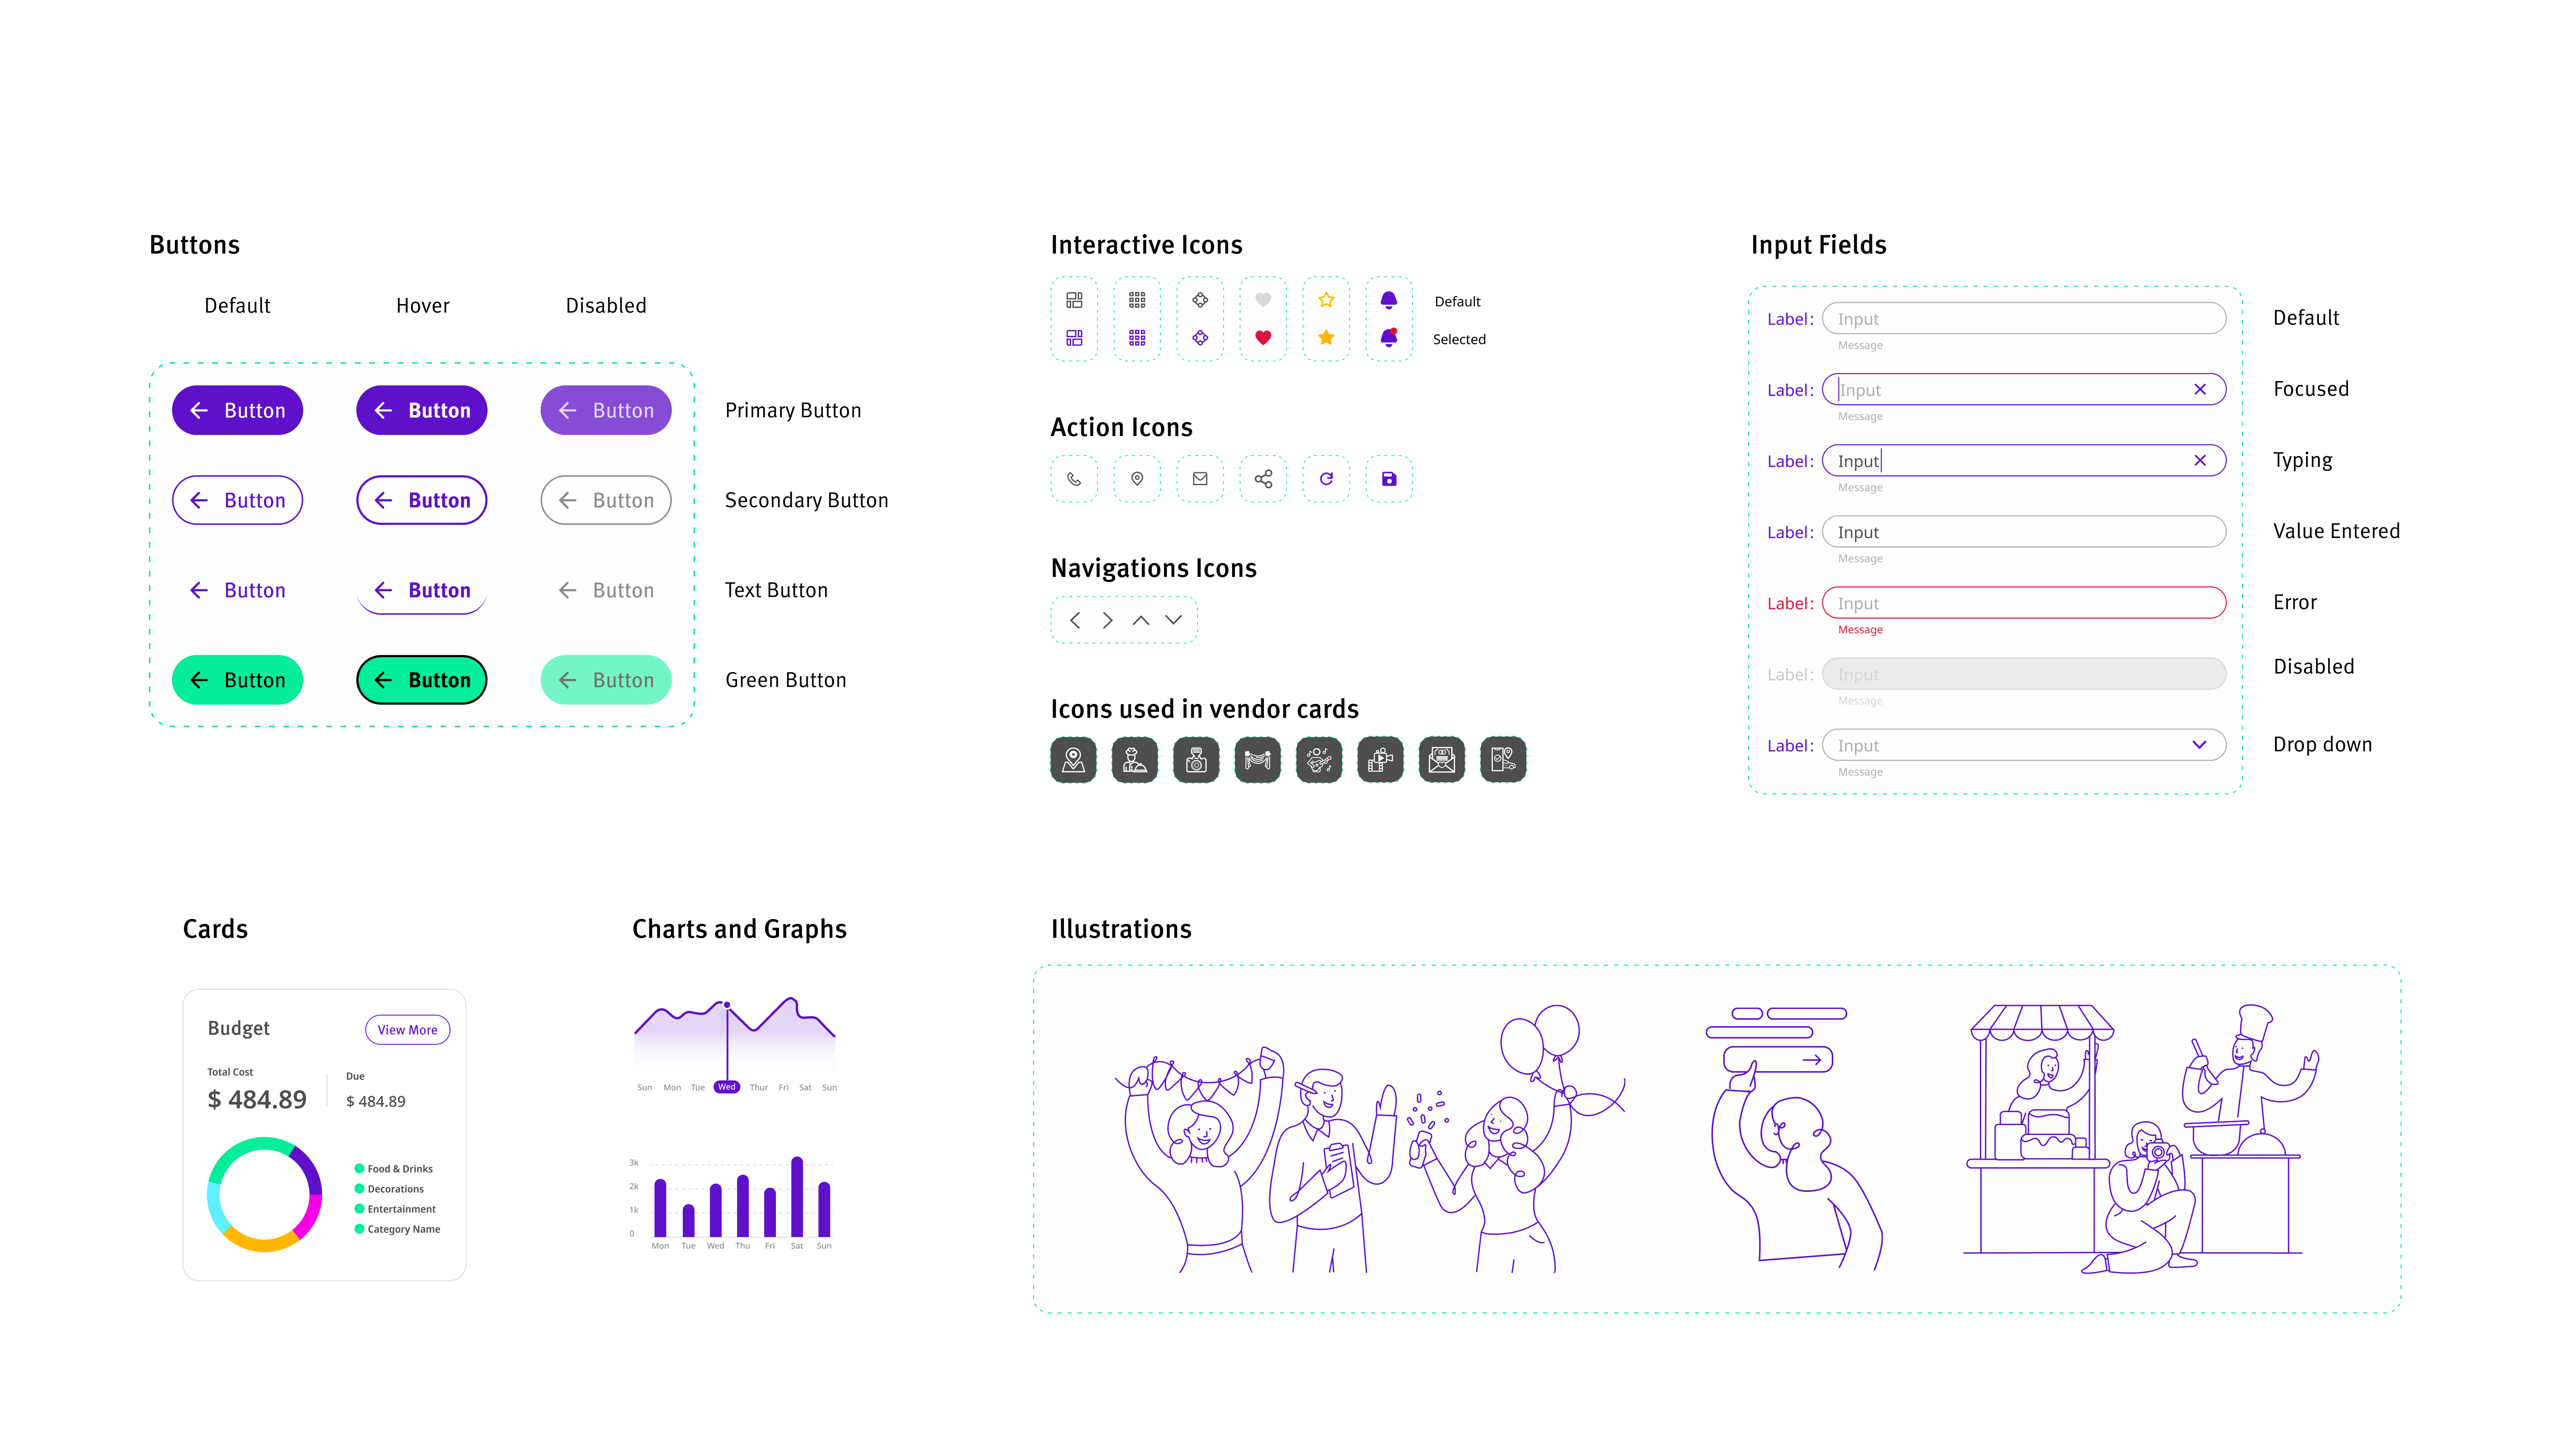 Buttons
Default Hover Disabled
Button Button Button Primary Button
Button Button Button Secondary Button
Button Button Button Text Button
Button Button Button Green Button
Interactive Icons
Default
Selected
Action Icons
Navigations Icons
Icons used in vendor cards
Input Fields
Label: Input Default
Message
Label: Input Focused
Message
Label: Input Typing
Message
Label: Input Value Entered
Message
Label: Input Error
Message
Label: Input Disabled
Message
Label: Input Drop down
Message
Cards
Budget View More
Total Cost Due
$ 484.89 $ 484.89
Food & Drinks
Decorations
Entertainment
Category Name
Charts and Graphs
Sun Mon Tue Wed Thur Fri Sat Sun
3k
2k
1k
0
Mon Tue Wed Thu Fri Sat Sun
Illustrations